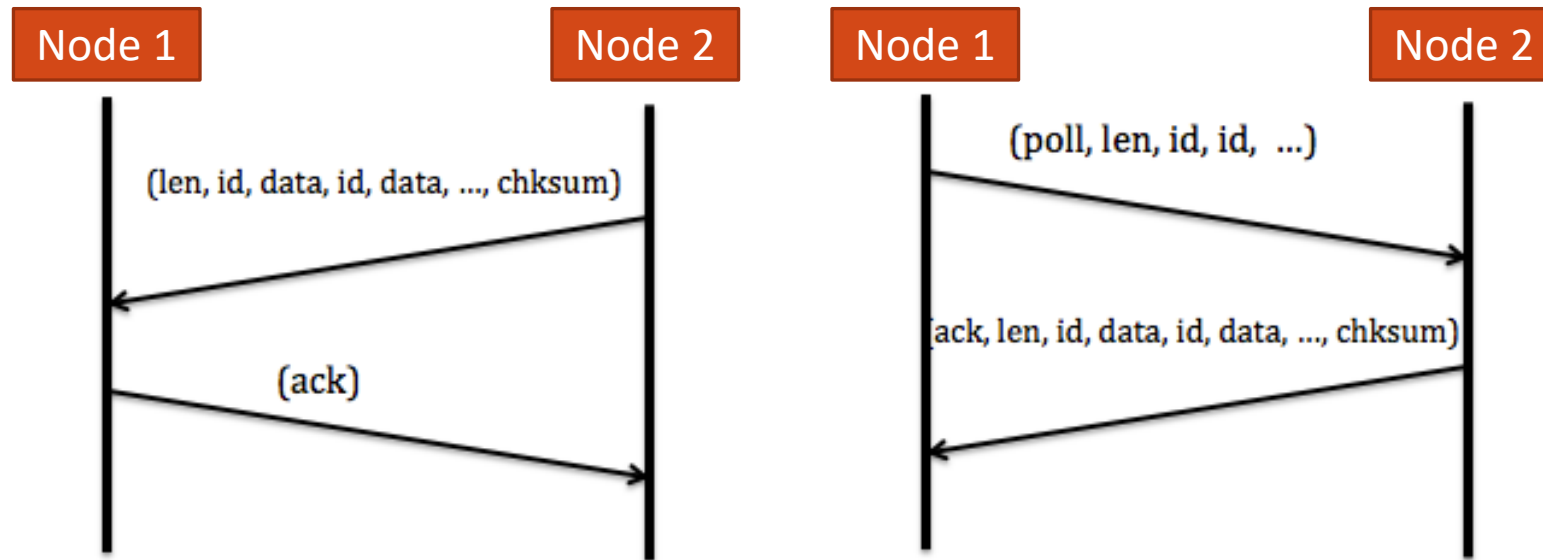 Node 1
Node 2
(len, id, data, id, data, ..., chksum)
(ack)
Node 1
Node 2
(poll, len, id, id, ...)
(ack, len, id, data, id, data, ..., chksum)